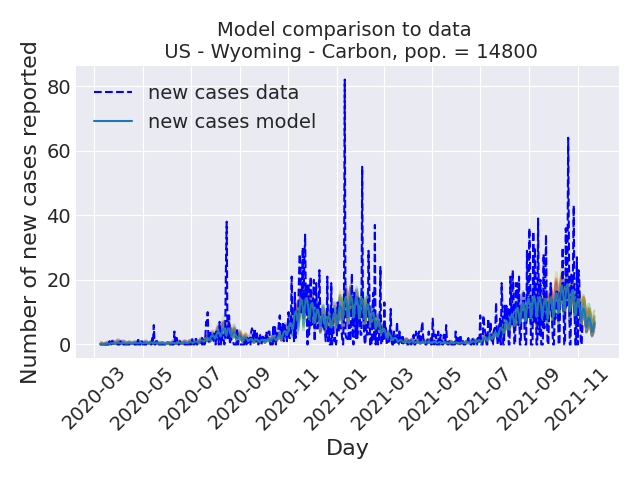 Model comparison to data
US - Wyoming - Carbon, pop. = 14800
Number of new cases reported
80
60
40
20
0
new cases data
new cases model
2020-03
2020-05
2020-07
2020-09
2020-11
2021-01
2021-03
2021-05
2021-07
2021-09
2021-11
Day